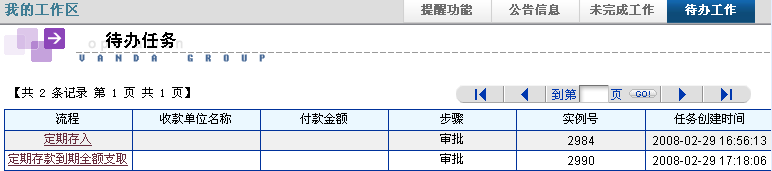 我的工作区 提醒功能 公告信息 未完成工作 待办工作
待办任务
VANDA GROUP
【共 2 条记录 第 1 页 共 1 页】 到第 页 GO!
流程 收款单位名称 付款金额 步骤 实例号 任务创建时间
定期存入 审批 2984 2008-02-29 16:56:13
定期存款到期全额支取 审批 2990 2008-02-29 17:18:06